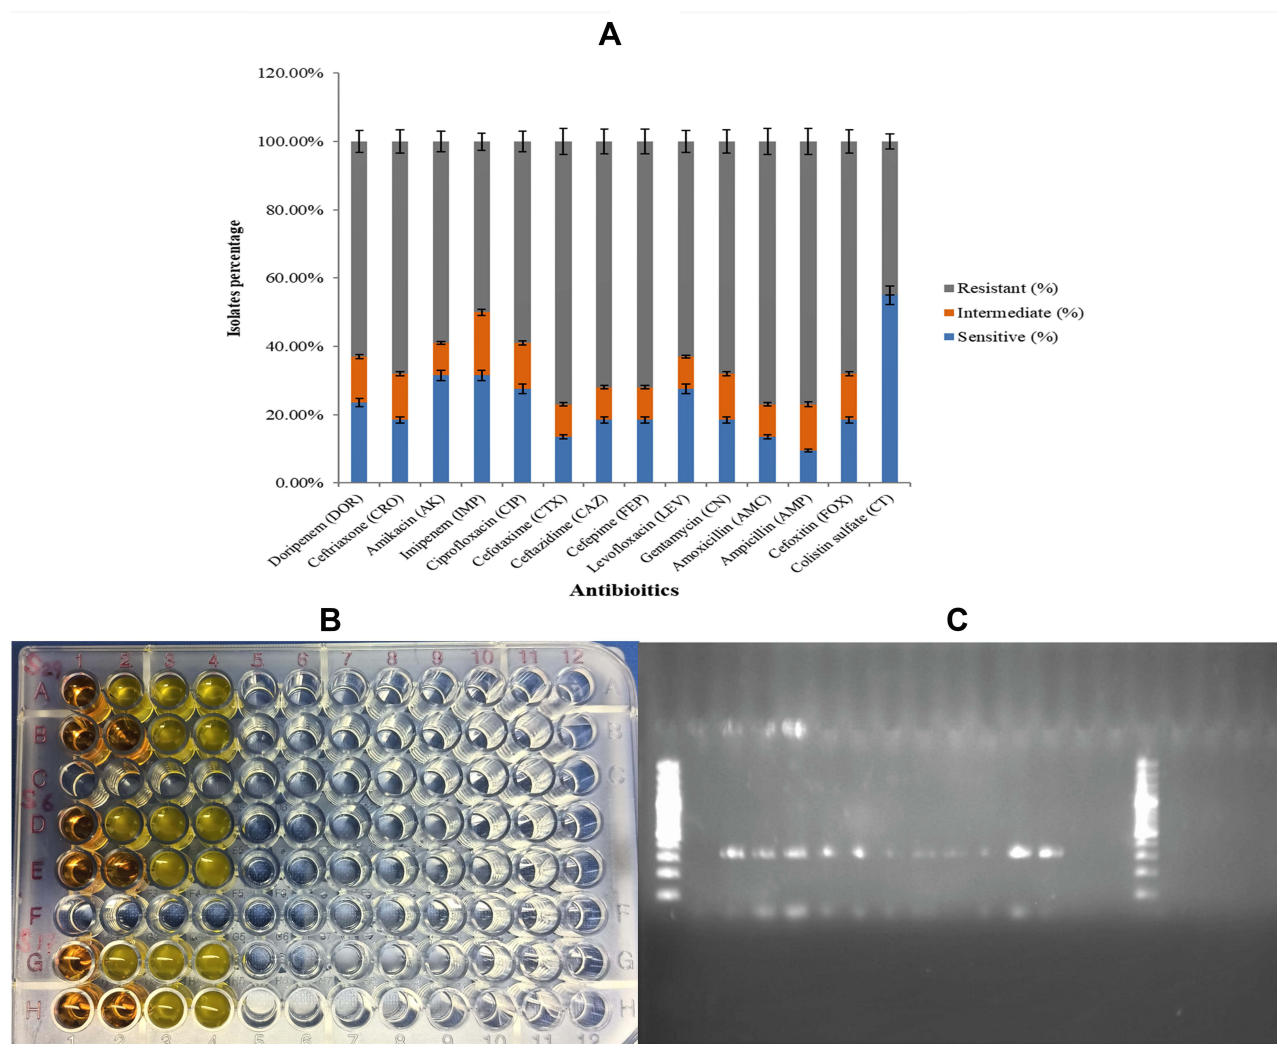 A
120.00%
100.00%
80.00%
60.00%
40.00%
20.00%
0.00%
Isolates percentage
Resistant (%)
Intermediate (%)
Sensitive (%)
Doripenem (DOR)
Ceftriaxone (CRO)
Amikacin (AK)
Imipenem (IMP)
Ciprofloxacin (CIP)
Cefotaxime (CTX)
Ceftazidime (CAZ)
Cefepime (FEP)
Levofloxacin (LEV)
Gentamycin (CN)
Amoxicillin (AMC)
Ampicillin (AMP)
Cefoxitin (FOX)
Colistin sulfate (CT)
Antibioitics
B
C
1 2 3 4 5 6 7 8 9 10 11 12
A A
B B
C C
D
E
F F
G G
H H
1 2 3 4 5 6 7 8 9 10 11 12